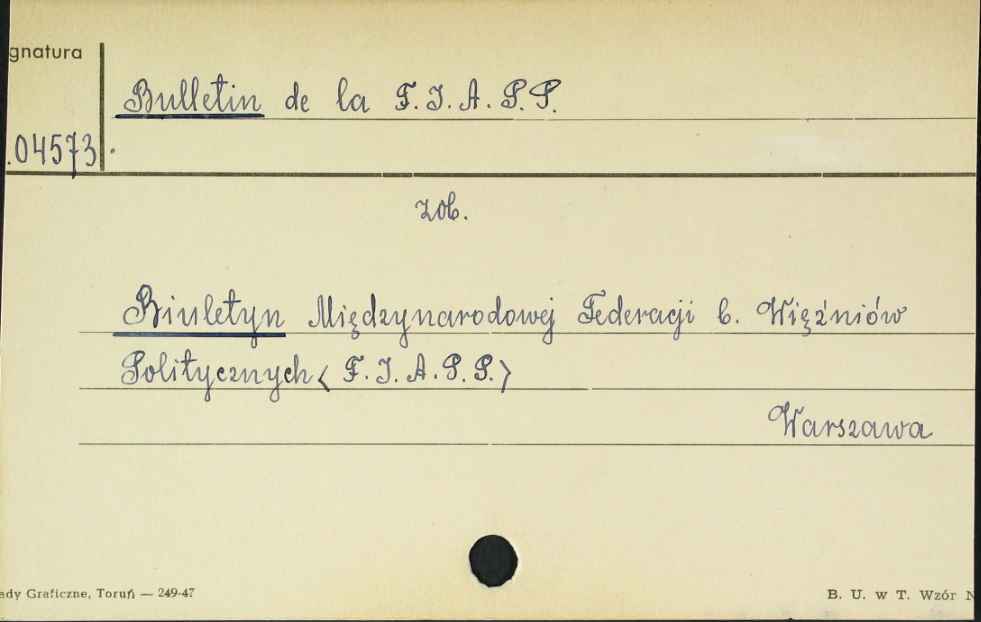 gnatura
Bulletin de la F.I.A.P.P.
.04573.
zob.
Biuletyn Międzynarodowej Federacji b. Więźniów
Politycznych < F.I.A.P.P. >
Warszawa
ady Graficzne, Toruń — 249-47
B. U. w T. Wzór N